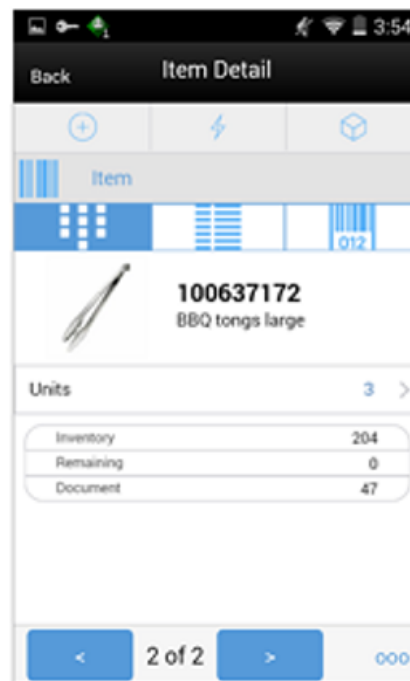 3:54
Back Item Detail
Item
012
100637172
BBQ tongs large
Units 3 >
Inventory 204
Remaining 0
Document 47
< 2 of 2 >